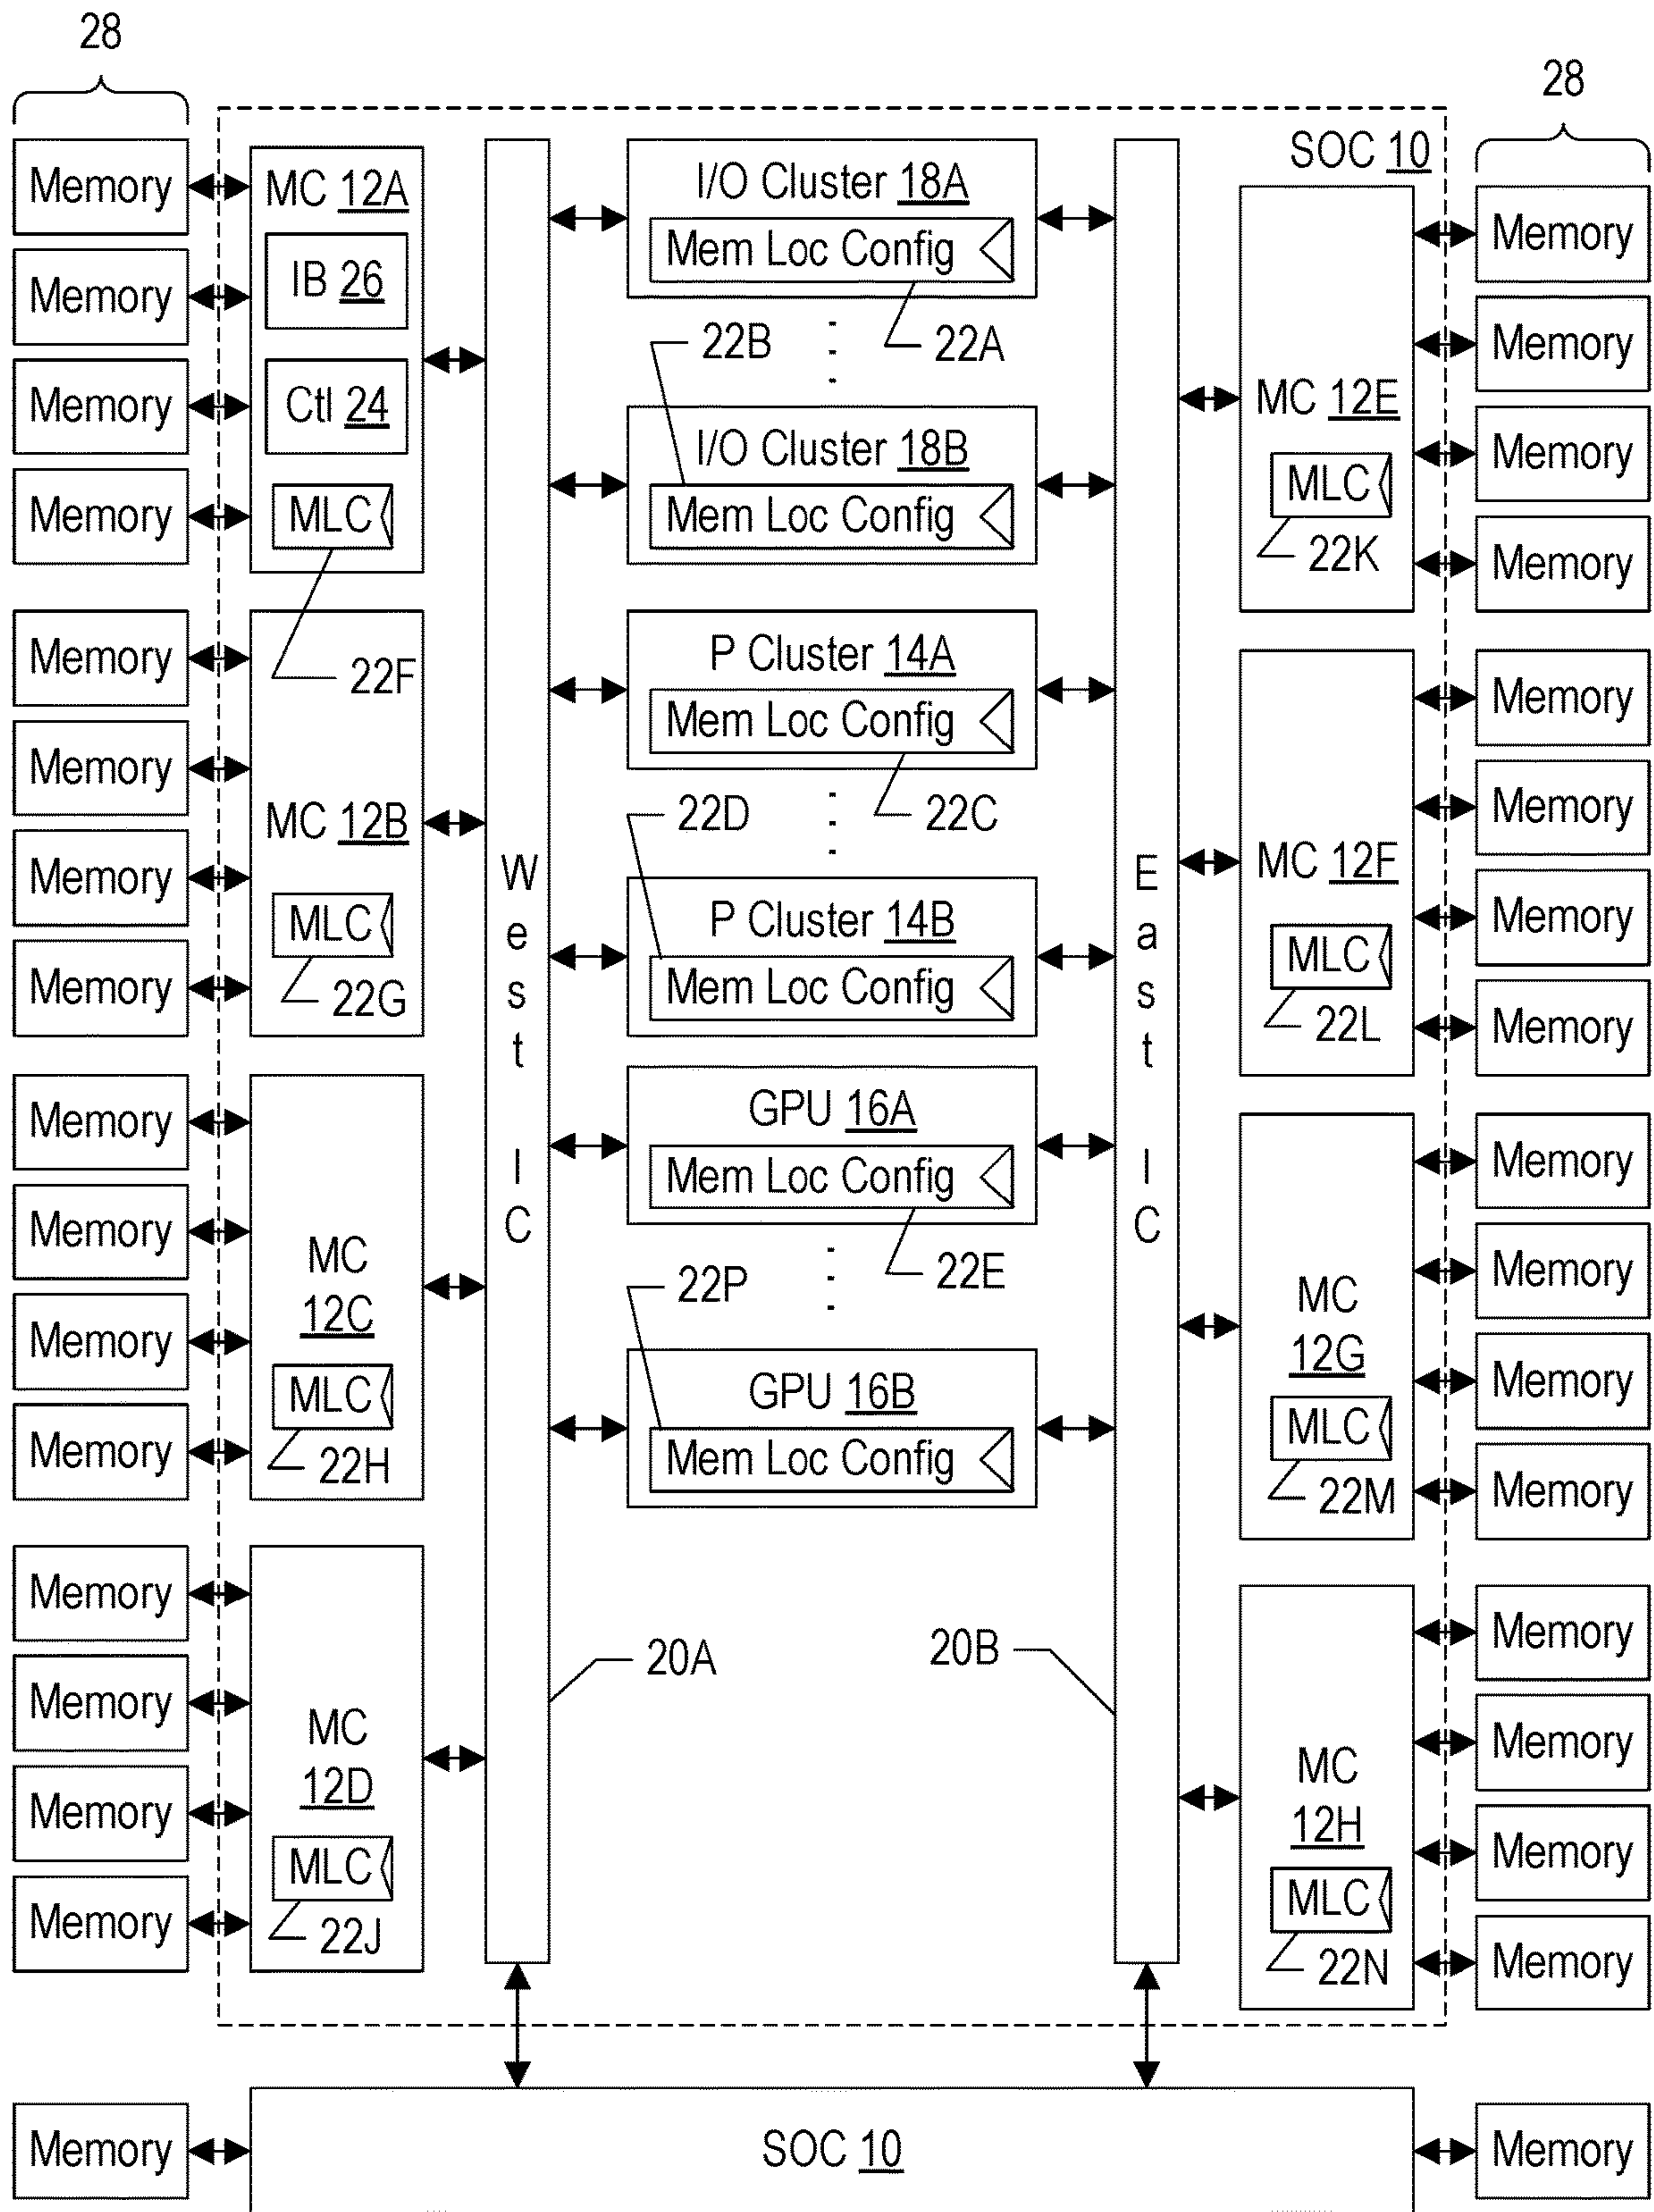 28
28
SOC 10
Memory
Memory
Memory
Memory
MC 12A
IB 26
Ctl 24
MLC
22F
Memory
Memory
Memory
Memory
MC 12B
MLC
22G
Memory
Memory
Memory
Memory
MC
12C
MLC
22H
Memory
Memory
Memory
Memory
MC
12D
MLC
22J
West IC
20A
I/O Cluster 18A
Mem Loc Config
22A
22B
I/O Cluster 18B
Mem Loc Config
P Cluster 14A
Mem Loc Config
22C
22D
P Cluster 14B
Mem Loc Config
GPU 16A
Mem Loc Config
22E
22P
GPU 16B
Mem Loc Config
East IC
20B
MC 12E
MLC
22K
Memory
Memory
Memory
Memory
MC 12F
MLC
22L
Memory
Memory
Memory
Memory
MC
12G
MLC
22M
Memory
Memory
Memory
Memory
MC
12H
MLC
22N
Memory
Memory
Memory
Memory
Memory
SOC 10
Memory